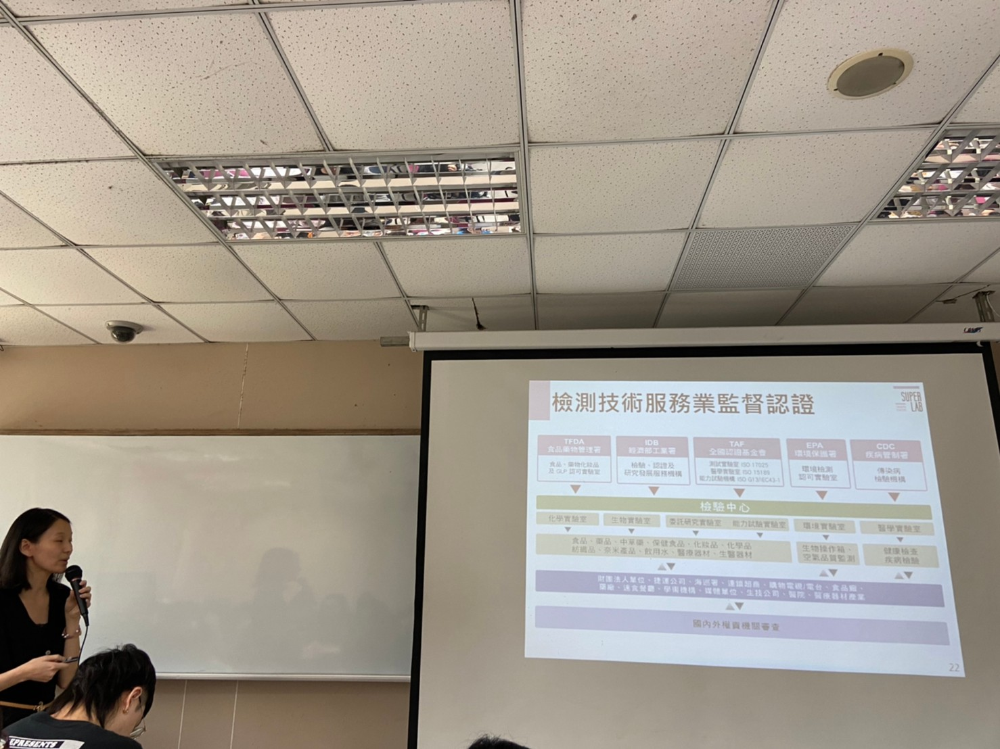 檢測技術服務業監督認證
SUPER
LAB
TFDA
食品藥物管理署
食品、藥物化妝品
及 GLP 認可實驗室
IDB
經濟部工業署
檢驗、認證及
研究發展服務機構
TAF
全國認證基金會
測試實驗室 ISO 17025
醫學實驗室 ISO 15189
能力試驗機構 ISO G13/IEC43-1
EPA
環境保護署
環境檢測
認可實驗室
CDC
疾病管制署
傳染病
檢驗機構
檢驗中心
化學實驗室
生物實驗室
委託研究實驗室
能力試驗實驗室
環境實驗室
醫學實驗室
食品、藥品、中草藥、保健食品、化妝品、化學品
紡織品、奈米產品、飲用水、醫療器材、生醫器材
生物操作箱、
空氣品質監測
健康檢查
疾病檢驗
財團法人單位、捷運公司、海巡署、連鎖超商、購物電視/電台、食品廠、
藥廠、速食餐廳、學術機構、媒體單位、生技公司、醫院、醫療器材產業
國內外權責機關審查
22
EPRESENTS